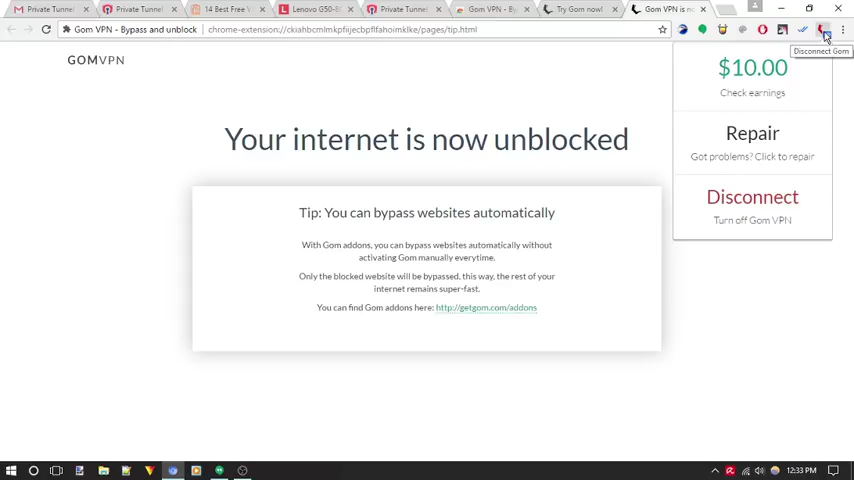 Private Tunnel
Private Tunne
14 Best Free V
Lenovo G50-8
Private Tunnel
Gom VPN - By
Try Gom now!
Gom VPN is n
Gom VPN - Bypass and unblock
chrome-extension://ckiahbcmlmkpfiijecbpflfahoimklke/pages/tip.html
Disconnect Gom
GOMVPN
$10.00
Check earnings
Repair
Got problems? Click to repair
Disconnect
Turn off Gom VPN
Your internet is now unblocked
Tip: You can bypass websites automatically
With Gom addons, you can bypass websites automatically without
activating Gom manually everytime.
Only the blocked website will be bypassed, this way, the rest of your
internet remains super-fast.
You can find Gom addons here: http://getgom.com/addons
12:33 PM